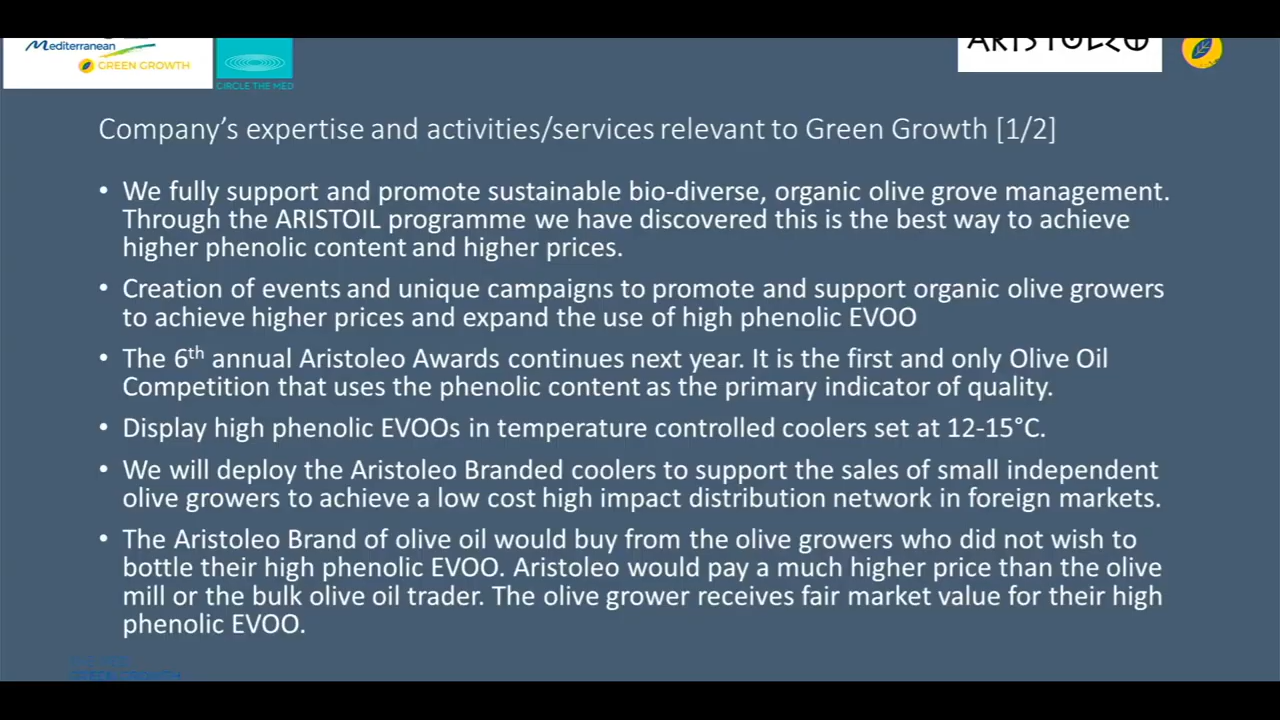 Mediterranean
GREEN GROWTH
CIRCLE THE MED
ARISTOLEO
Company's expertise and activities/services relevant to Green Growth [1/2]
• We fully support and promote sustainable bio-diverse, organic olive grove management.
Through the ARISTOIL programme we have discovered this is the best way to achieve
higher phenolic content and higher prices.
• Creation of events and unique campaigns to promote and support organic olive growers
to achieve higher prices and expand the use of high phenolic EVOO
• The 6th annual Aristoleo Awards continues next year. It is the first and only Olive Oil
Competition that uses the phenolic content as the primary indicator of quality.
• Display high phenolic EVOOs in temperature controlled coolers set at 12-15°C.
• We will deploy the Aristoleo Branded coolers to support the sales of small independent
olive growers to achieve a low cost high impact distribution network in foreign markets.
• The Aristoleo Brand of olive oil would buy from the olive growers who did not wish to
bottle their high phenolic EVOO. Aristoleo would pay a much higher price than the olive
mill or the bulk olive oil trader. The olive grower receives fair market value for their high
phenolic EVOO.
GREEN GROWTH